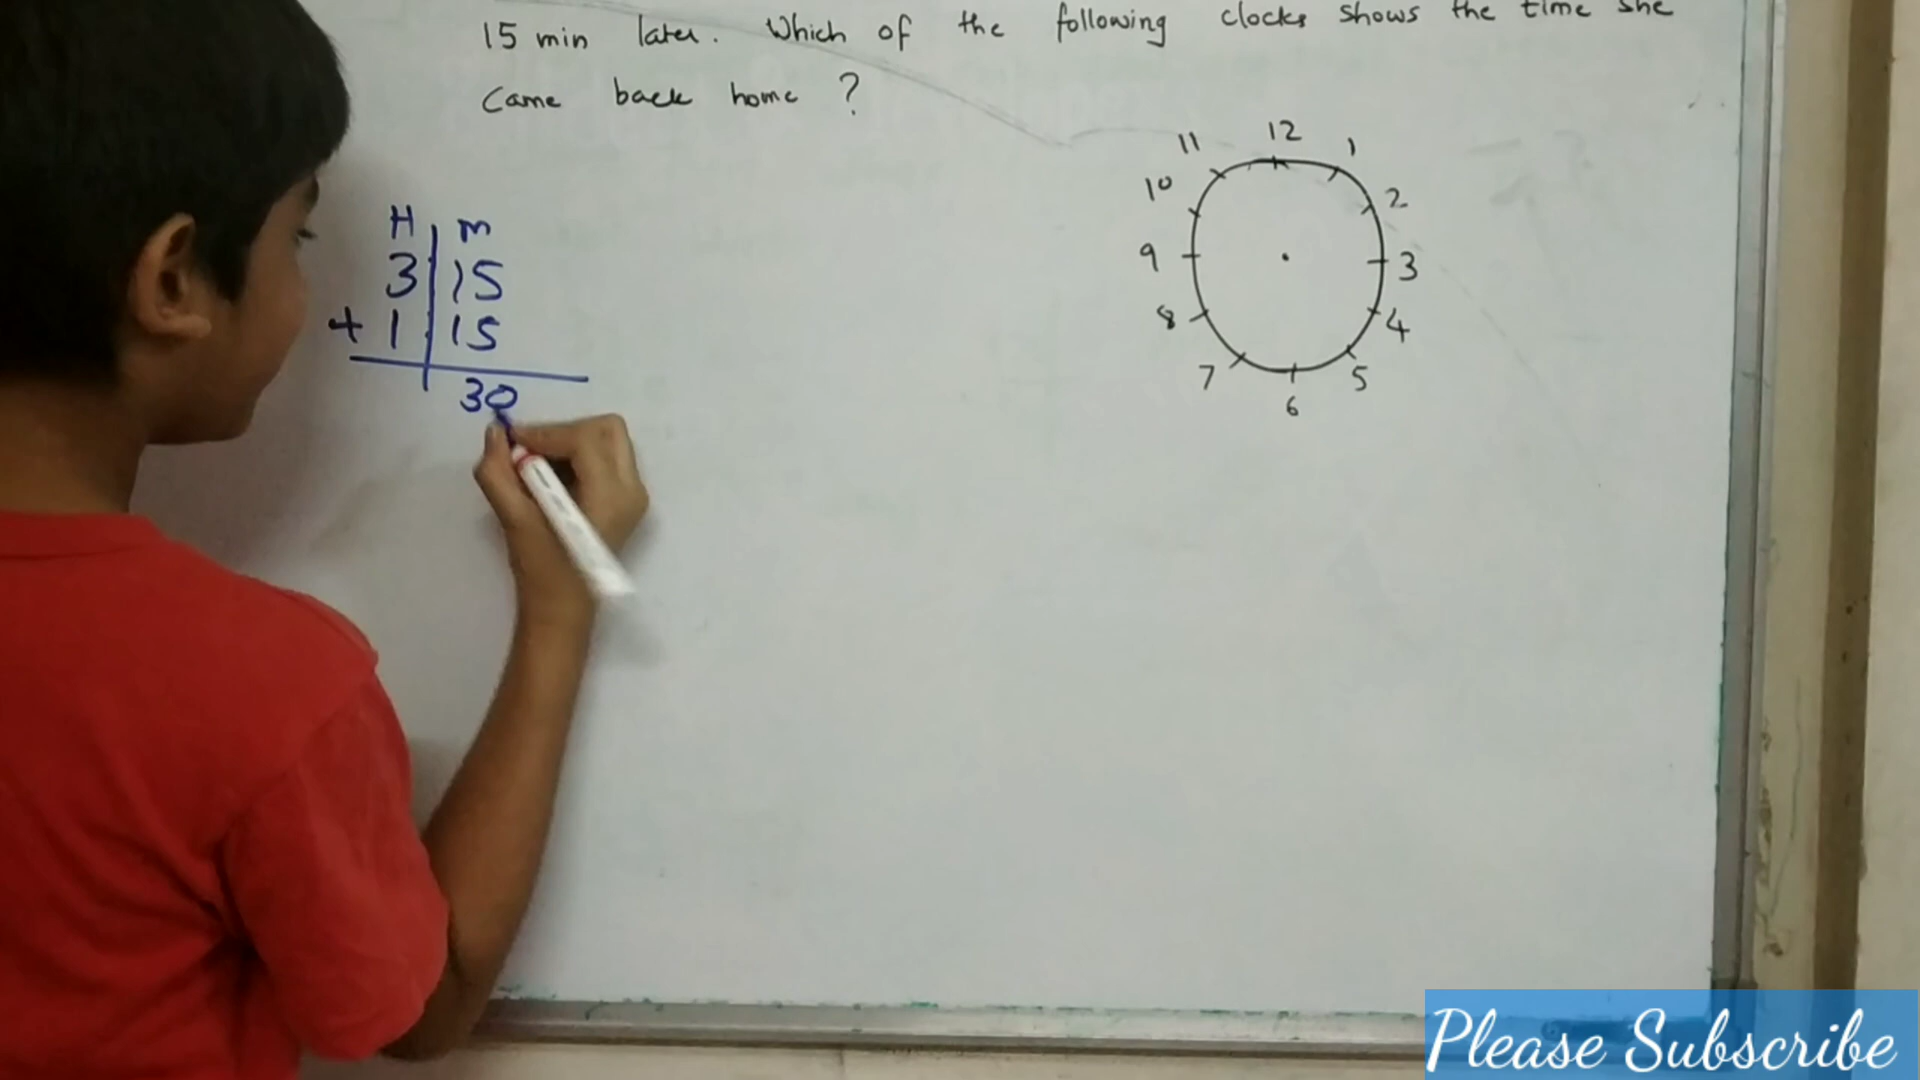 15 min later. Which of the following clocks shows the time she
came back home ?
12
11 1
10 2
9 3
8 4
7 5
6
H m
3 15
+ 1 15
30
Please Subscribe